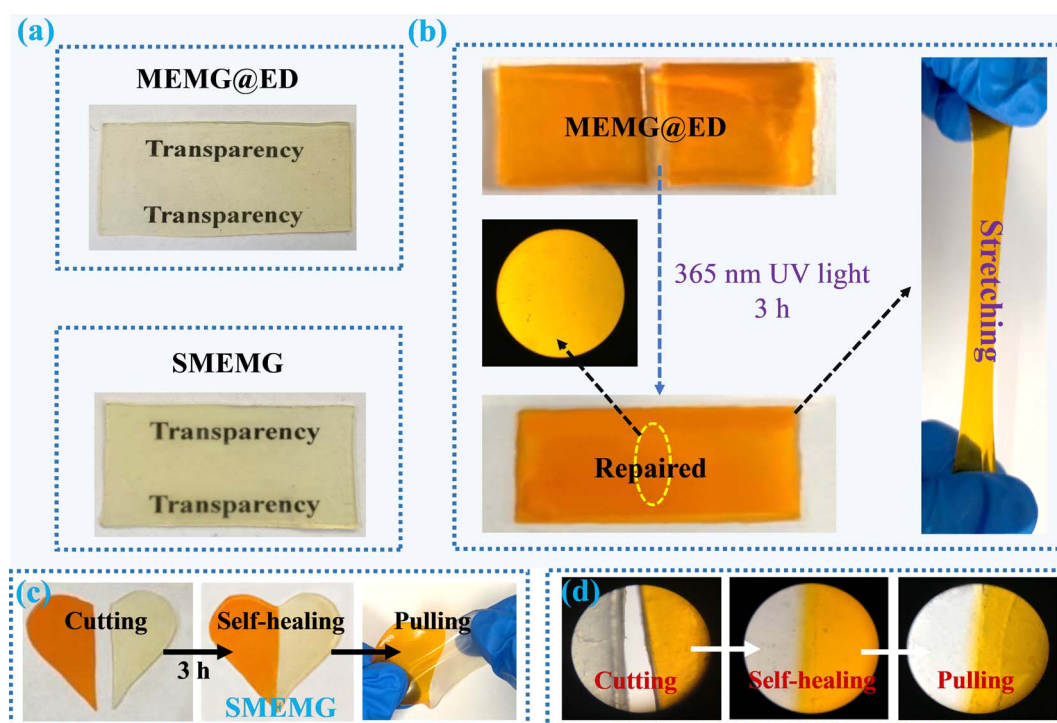 (a)
MEMG@ED
Transparency
Transparency
SMEMG
Transparency
Transparency
(b)
MEMG@ED
365 nm UV light
3 h
Repaired
Stretching
(c)
Cutting
3 h
Self-healing
SMEMG
Pulling
(d)
Cutting
Self-healing
Pulling